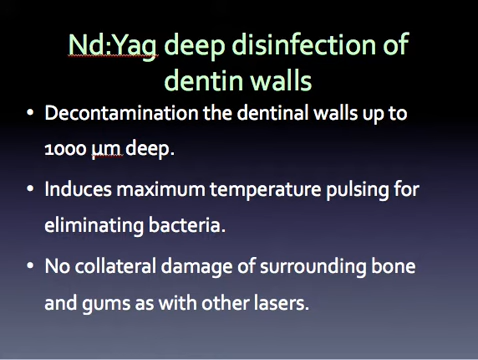 Nd:Yag deep disinfection of
dentin walls
• Decontamination the dentinal walls up to
1000 µm deep.
• Induces maximum temperature pulsing for
eliminating bacteria.
• No collateral damage of surrounding bone
and gums as with other lasers.